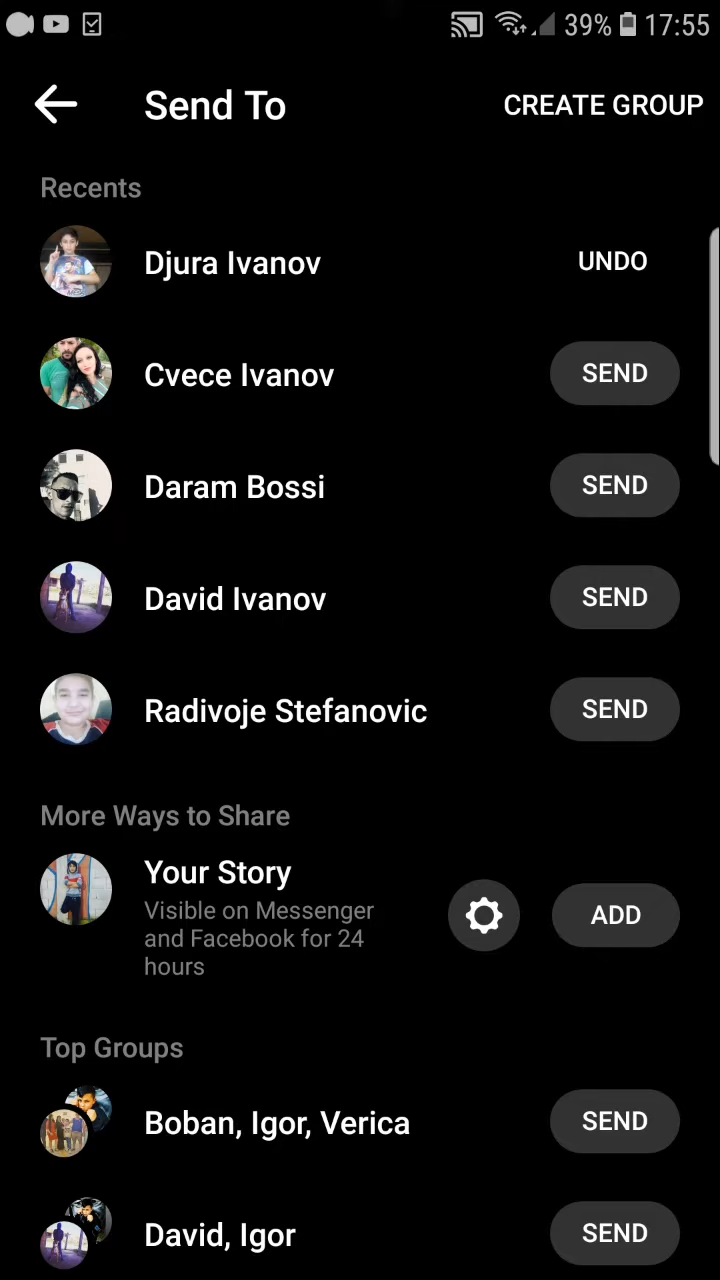 39% 17:55
Send To CREATE GROUP
Recents
Djura Ivanov UNDO
Cvece Ivanov SEND
Daram Bossi SEND
David Ivanov SEND
Radivoje Stefanovic SEND
More Ways to Share
Your Story
Visible on Messenger
and Facebook for 24
hours
ADD
Top Groups
Boban, Igor, Verica SEND
David, Igor SEND